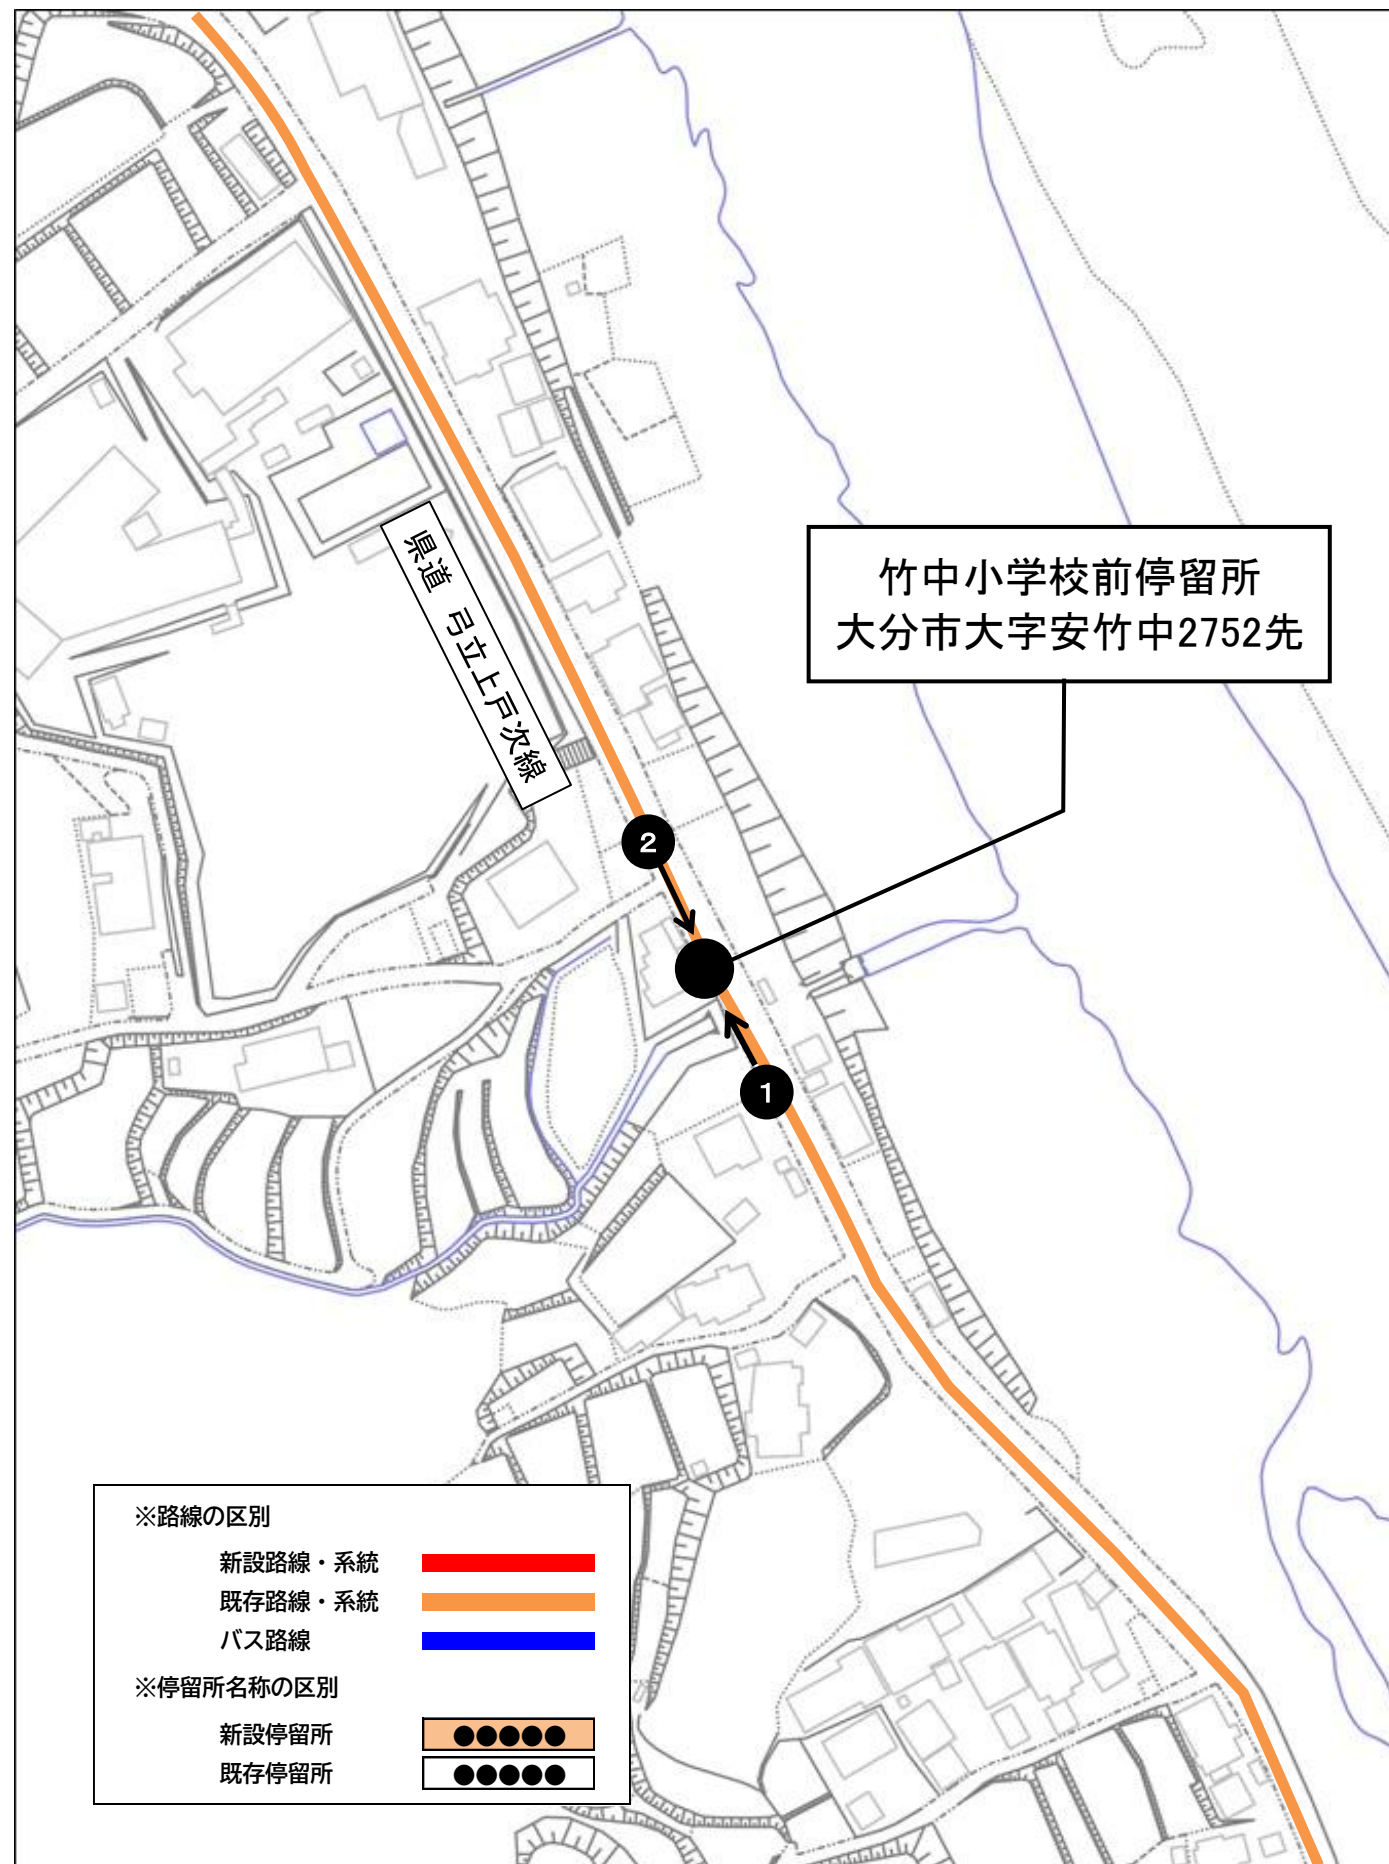 県道 弓立上戸次線
竹中小学校前停留所
大分市大字安竹中2752先
2
1
※路線の区別
新設路線・系統
既存路線・系統
バス路線
※停留所名称の区別
新設停留所 ●●●●●
既存停留所 ●●●●●